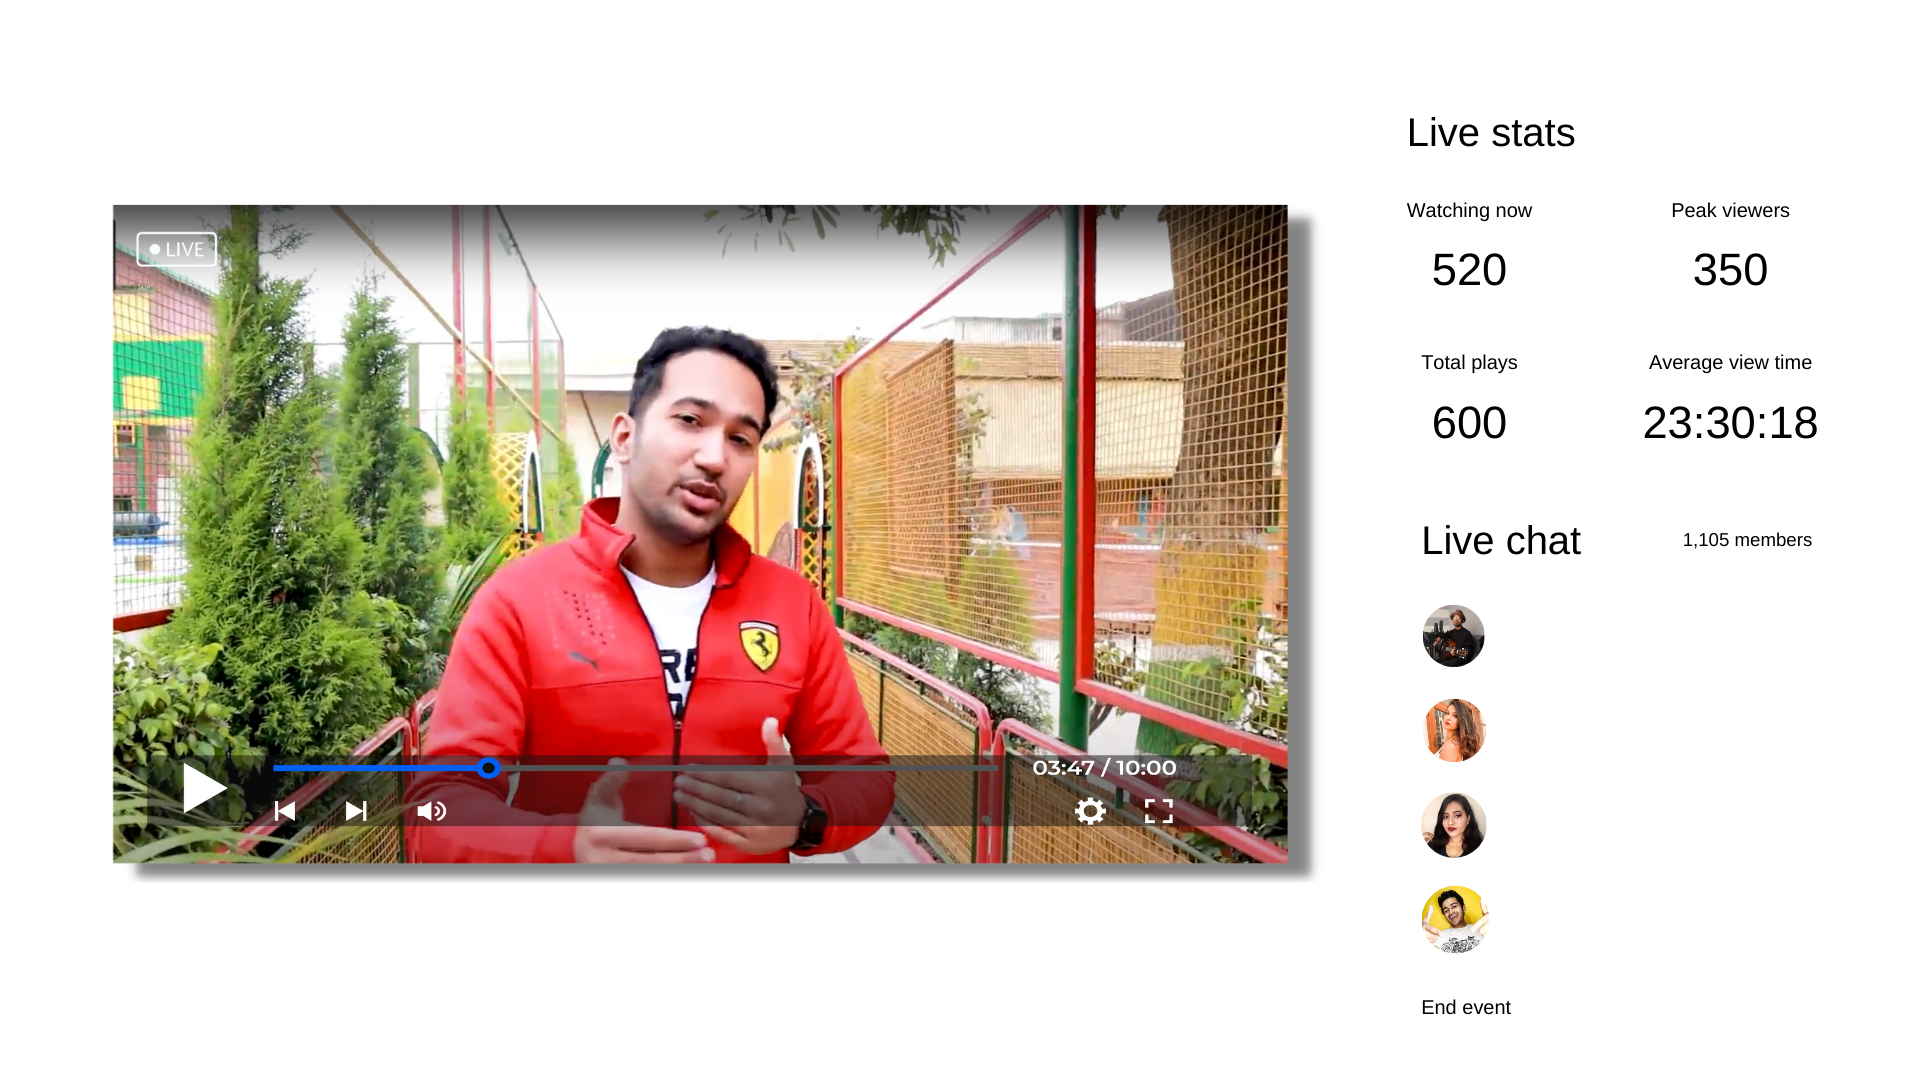 Live stats
Watching now
Peak viewers
520
350
Total plays
Average view time
600
23:30:18
Live chat
1,105 members
End event
LIVE
RE
03:47 / 10:00